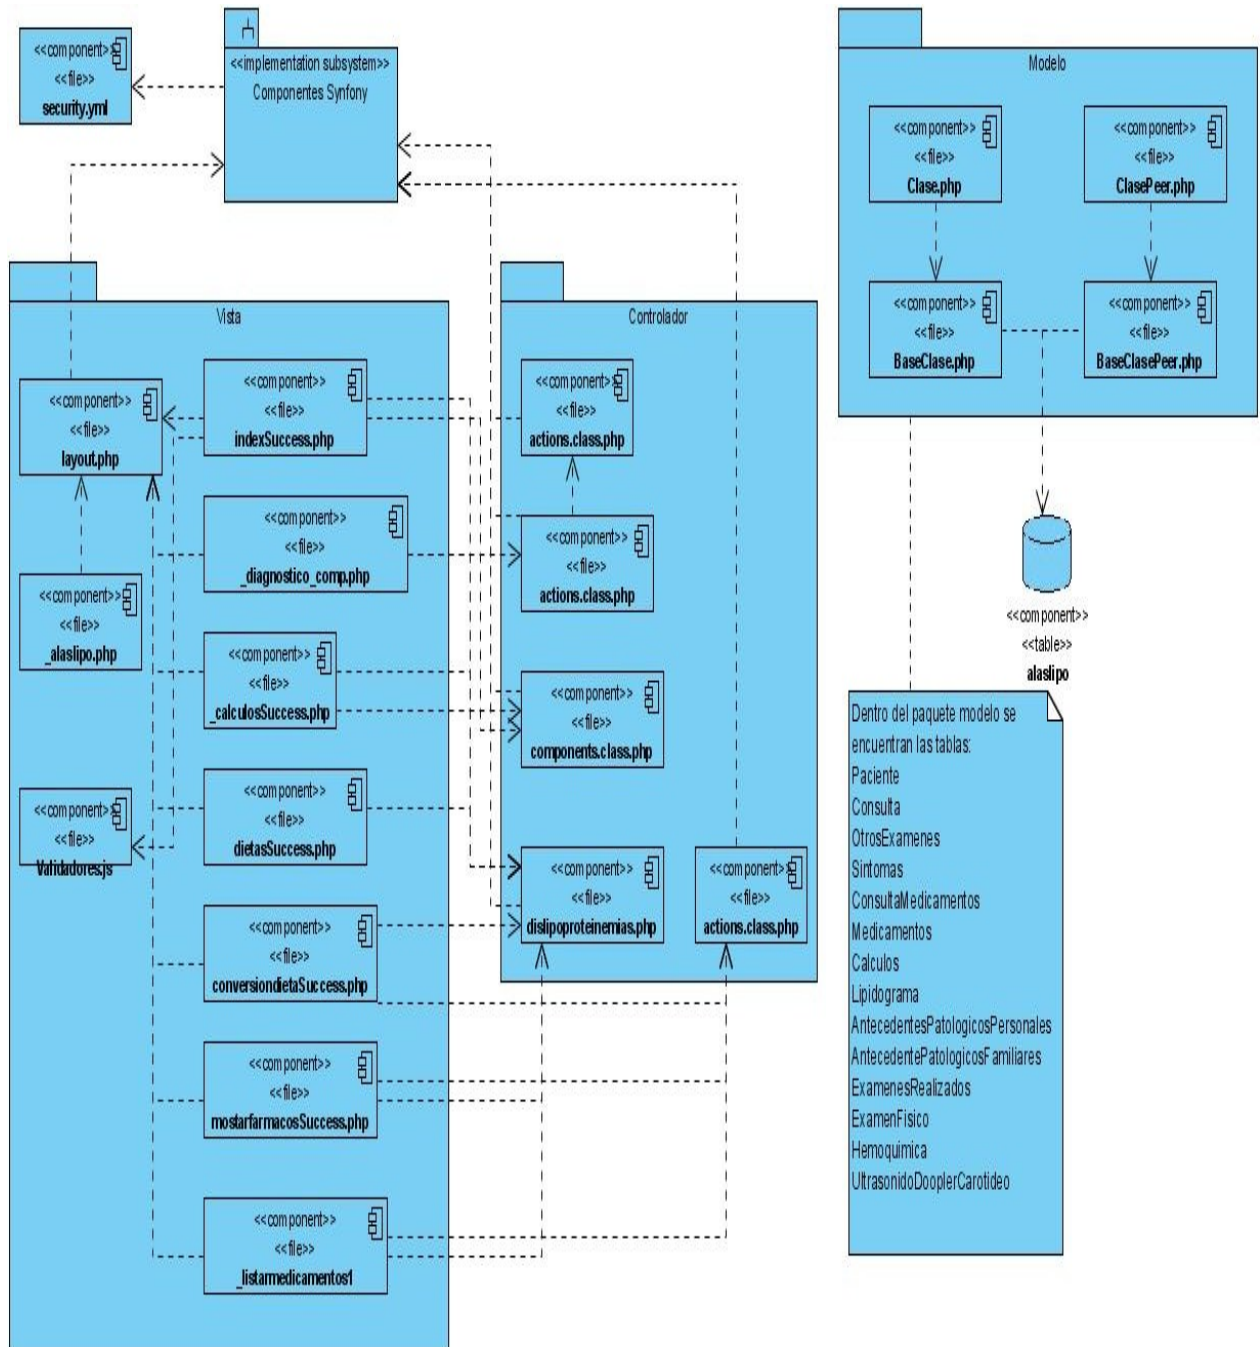 <<component>>
<<file>>
security.yml
<<implementation subsystem>>
Componentes Synfony
Modelo
<<component>>
<<file>>
Clase.php
<<component>>
<<file>>
ClasePeer.php
<<component>>
<<file>>
BaseClase.php
<<component>>
<<file>>
BaseClasePeer.php
<<component>>
<<table>>
alaslipo
Vista
<<component>>
<<file>>
layout.php
<<component>>
<<file>>
indexSuccess.php
<<component>>
<<file>>
_diagnostico_comp.php
<<component>>
<<file>>
_alaslipo.php
<<component>>
<<file>>
_calculosSuccess.php
<<component>>
<<file>>
Validadores.js
<<component>>
<<file>>
dietasSuccess.php
<<component>>
<<file>>
conversiondietaSuccess.php
<<component>>
<<file>>
mostarfarmacosSuccess.php
<<component>>
<<file>>
_listarmedicamentos1
Controlador
<<component>>
<<file>>
actions.class.php
<<component>>
<<file>>
actions.class.php
<<component>>
<<file>>
components.class.php
<<component>>
<<file>>
dislipoproteinemias.php
<<component>>
<<file>>
actions.class.php
Dentro del paquete modelo se
encuentran las tablas:
Paciente
Consulta
OtrosExamenes
Sintomas
ConsultaMedicamentos
Medicamentos
Calculos
Lipidograma
AntecedentesPatologicosPersonales
AntecedentePatologicosFamiliares
ExamenesRealizados
ExamenFisico
Hemoquimica
UltrasonidoDooplerCarotideo